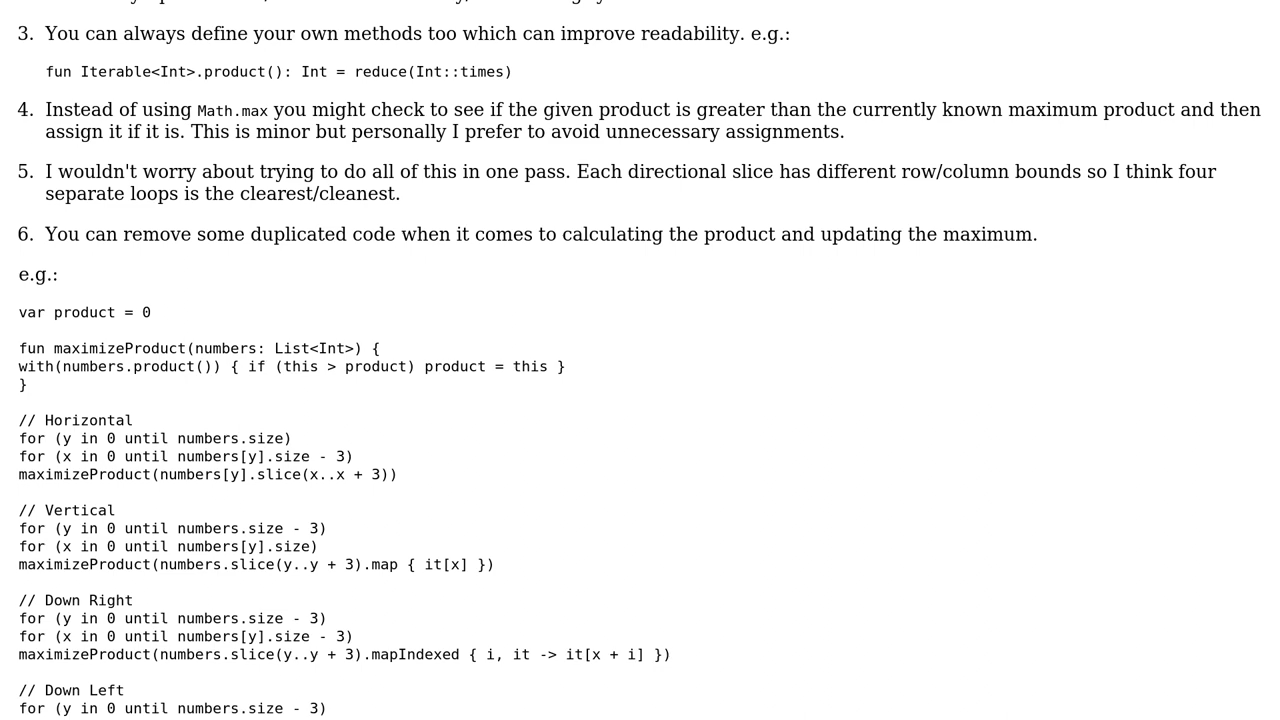 3. You can always define your own methods too which can improve readability. e.g.:
fun Iterable<Int>.product(): Int = reduce(Int::times)
4. Instead of using Math.max you might check to see if the given product is greater than the currently known maximum product and then
assign it if it is. This is minor but personally I prefer to avoid unnecessary assignments.
5. I wouldn't worry about trying to do all of this in one pass. Each directional slice has different row/column bounds so I think four
separate loops is the clearest/cleanest.
6. You can remove some duplicated code when it comes to calculating the product and updating the maximum.
e.g.:
var product = 0
fun maximizeProduct(numbers: List<Int>) {
with(numbers.product()) { if (this > product) product = this }
}
// Horizontal
for (y in 0 until numbers.size)
for (x in 0 until numbers[y].size - 3)
maximizeProduct(numbers[y].slice(x..x + 3))
// Vertical
for (y in 0 until numbers.size - 3)
for (x in 0 until numbers[y].size)
maximizeProduct(numbers.slice(y..y + 3).map { it[x] })
// Down Right
for (y in 0 until numbers.size - 3)
for (x in 0 until numbers[y].size - 3)
maximizeProduct(numbers.slice(y..y + 3).mapIndexed { i, it -> it[x + i] })
// Down Left
for (y in 0 until numbers.size - 3)